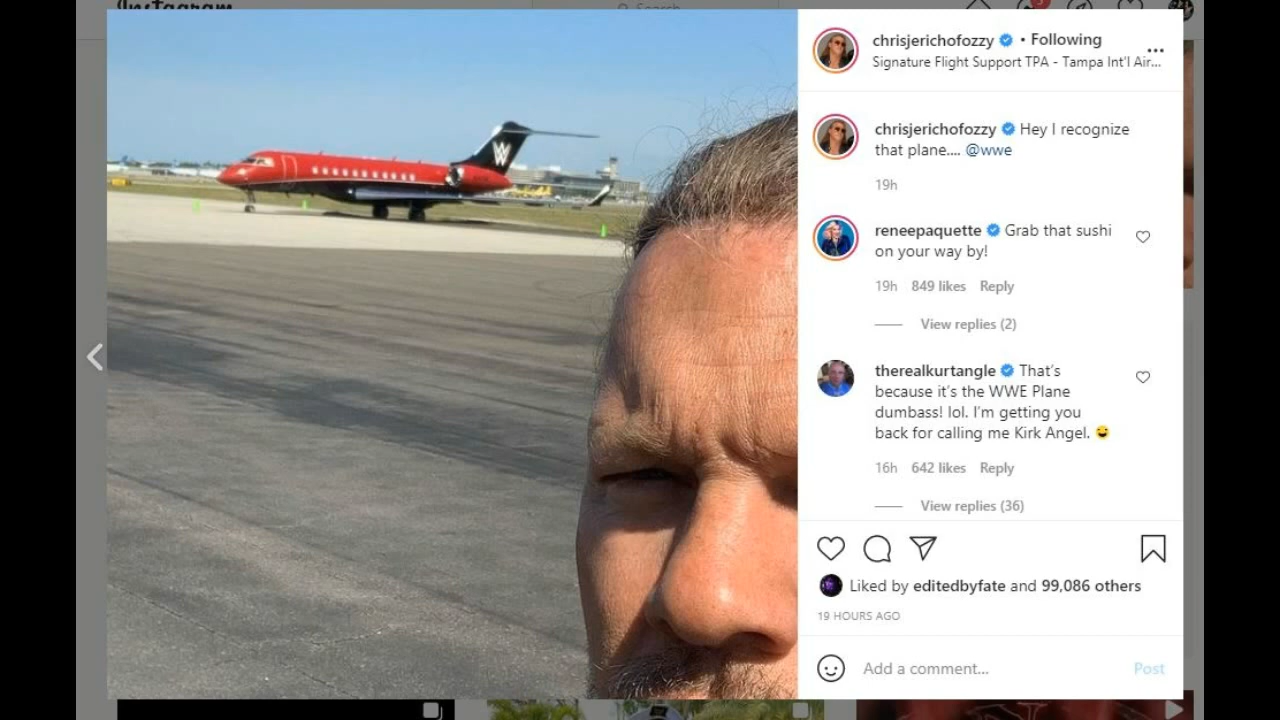 Instagram
Search
chrisjerichofozzy • Following
Signature Flight Support TPA - Tampa Int'l Air...
chrisjerichofozzy Hey I recognize
that plane.... @wwe
19h
reneepaquette Grab that sushi
on your way by!
19h 849 likes Reply
View replies (2)
therealkurtangle That's
because it's the WWE Plane
dumbass! lol. I'm getting you
back for calling me Kirk Angel. 😅
16h 642 likes Reply
View replies (36)
Liked by editedbyfate and 99,086 others
19 HOURS AGO
Add a comment... Post
W